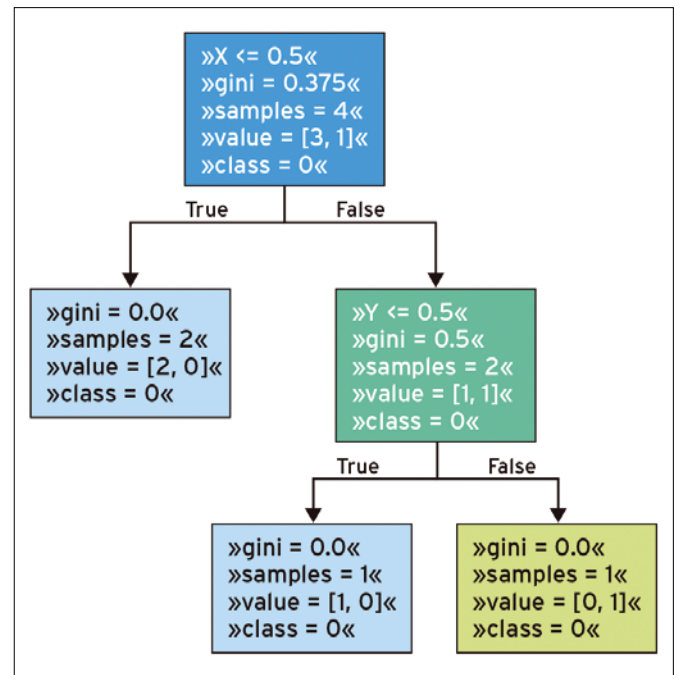 »X <= 0.5«
»gini = 0.375«
»samples = 4«
»value = [3, 1]«
»class = 0«
True
False
»gini = 0.0«
»samples = 2«
»value = [2, 0]«
»class = 0«
»Y <= 0.5«
»gini = 0.5«
»samples = 2«
»value = [1, 1]«
»class = 0«
True
False
»gini = 0.0«
»samples = 1«
»value = [1, 0]«
»class = 0«
»gini = 0.0«
»samples = 1«
»value = [0, 1]«
»class = 0«